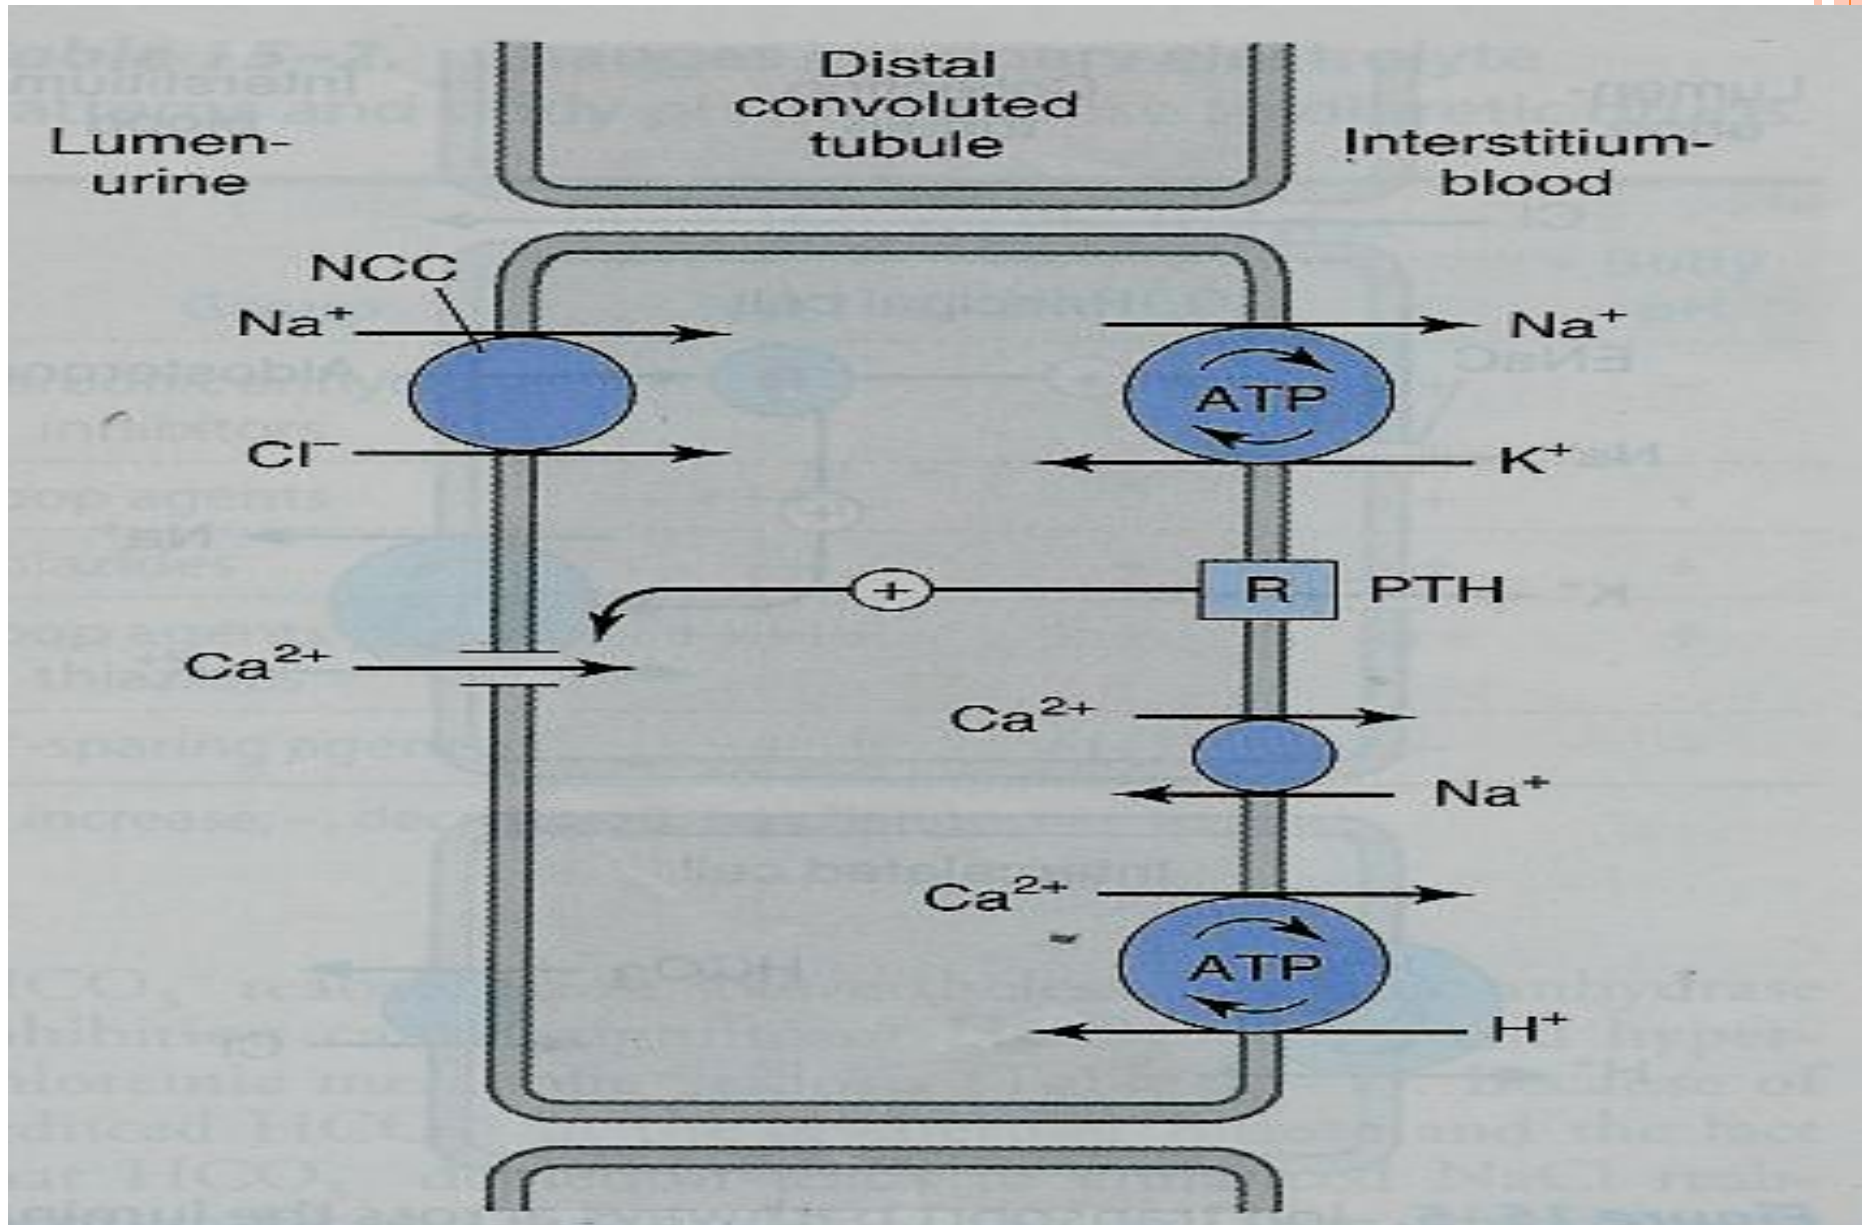 Distal
convoluted
tubule
Lumen-
urine
Interstitium-
blood
NCC
Na⁺
Na⁺
ATP
Cl⁻
K⁺
R
PTH
Ca²⁺
Ca²⁺
Na⁺
Ca²⁺
ATP
H⁺